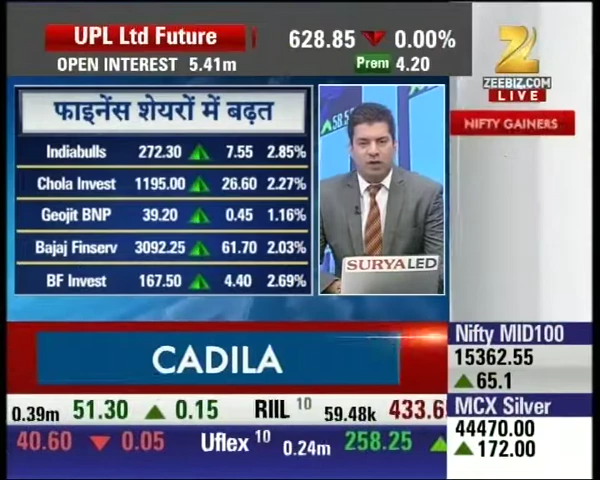 UPL Ltd Future 628.85 0.00%
OPEN INTEREST 5.41m Prem 4.20
ZEEBIZ.COM
LIVE
फाइनेंस शेयरों में बढ़त
Indiabulls 272.30 7.55 2.85%
Chola Invest 1195.00 26.60 2.27%
Geojit BNP 39.20 0.45 1.16%
Bajaj Finserv 3092.25 61.70 2.03%
BF Invest 167.50 4.40 2.69%
58.5
SURYA LED
NIFTY GAINERS
CADILA
Nifty MID100
15362.55
65.1
MCX Silver
44470.00
172.00
0.39m 51.30 0.15 RIIL 10 59.48k 433.6
40.60 0.05 Uflex 10 0.24m 258.25